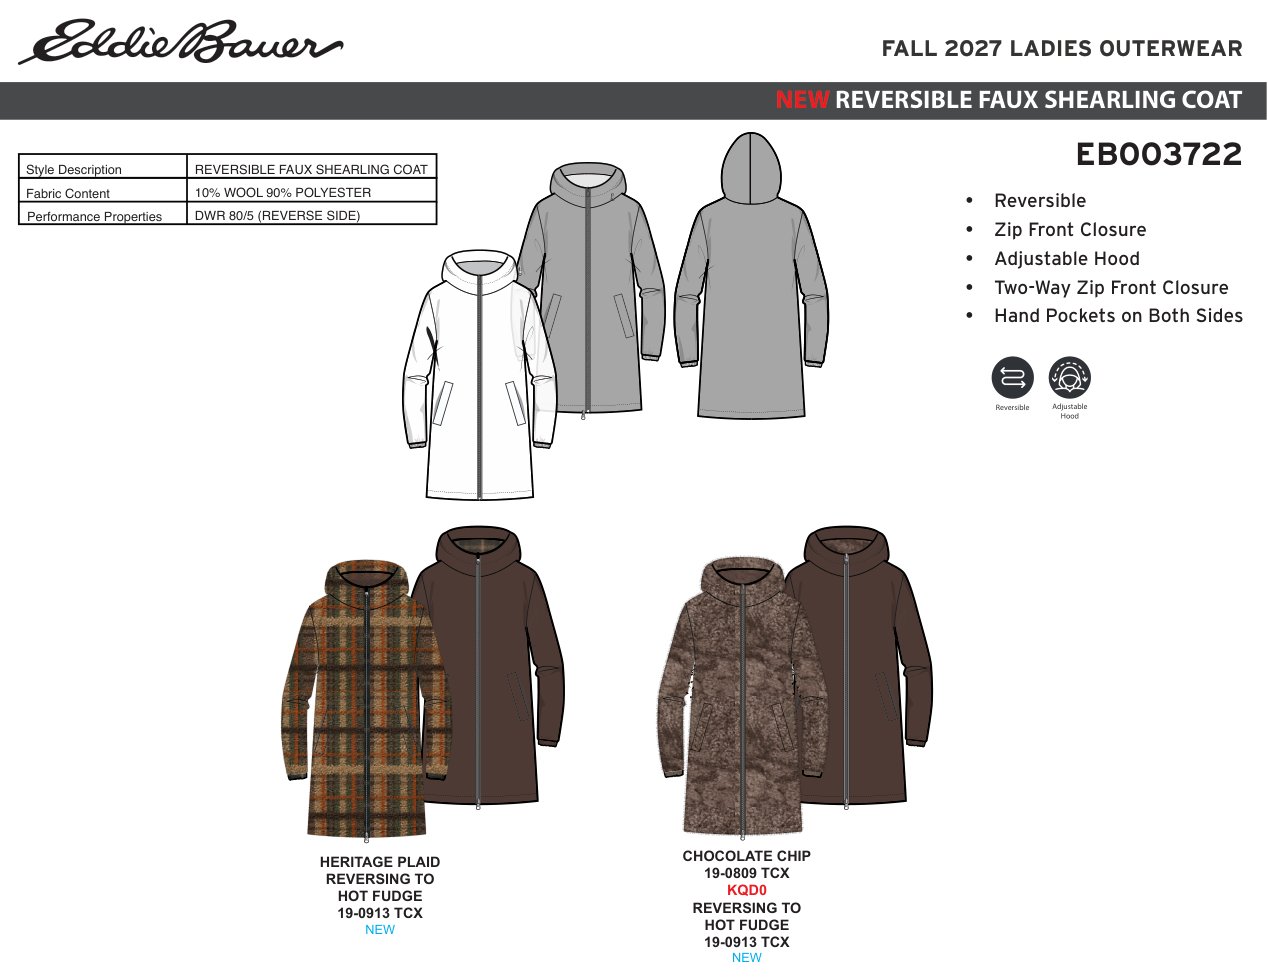 Eddie Bauer
FALL 2027 LADIES OUTERWEAR
NEW REVERSIBLE FAUX SHEARLING COAT
EB003722
Style Description REVERSIBLE FAUX SHEARLING COAT
Fabric Content 10% WOOL 90% POLYESTER
Performance Properties DWR 80/5 (REVERSE SIDE)
• Reversible
• Zip Front Closure
• Adjustable Hood
• Two-Way Zip Front Closure
• Hand Pockets on Both Sides
Reversible
Adjustable
Hood
HERITAGE PLAID
REVERSING TO
HOT FUDGE
19-0913 TCX
NEW
CHOCOLATE CHIP
19-0809 TCX
KQD0
REVERSING TO
HOT FUDGE
19-0913 TCX
NEW